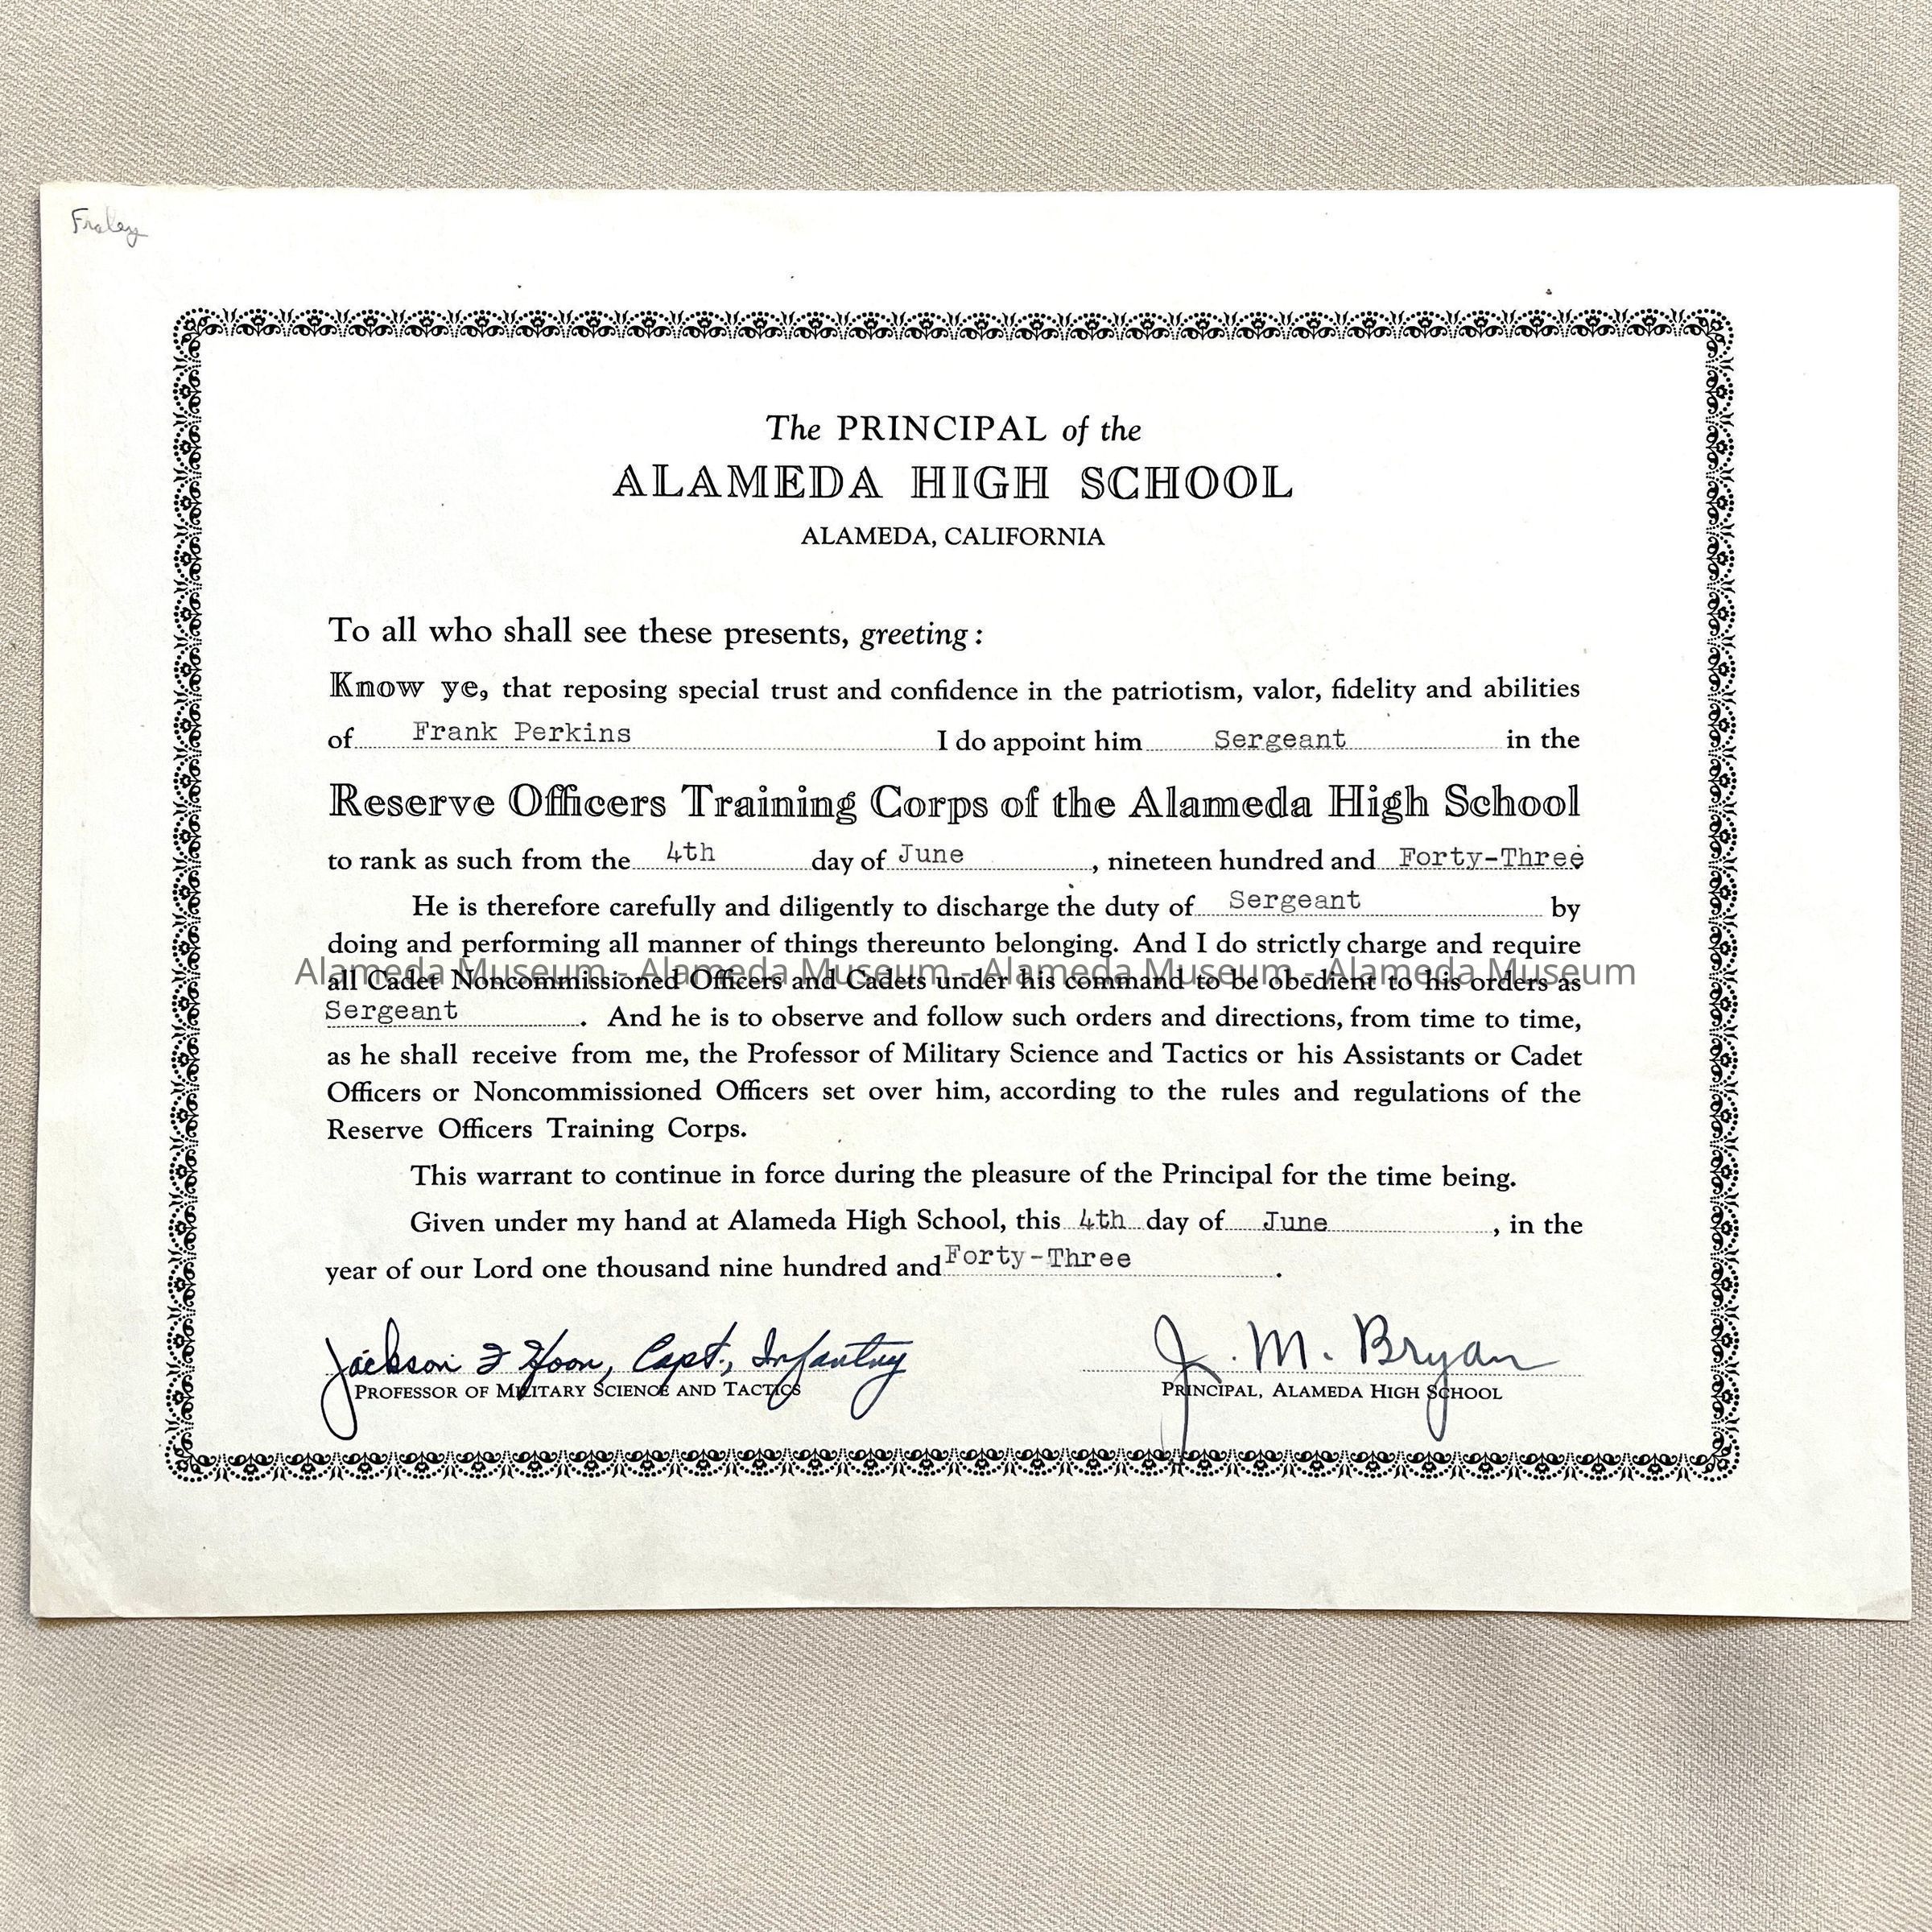 Fraley
The PRINCIPAL of the
ALAMEDA HIGH SCHOOL
ALAMEDA, CALIFORNIA
To all who shall see these presents, greeting:
Know ye, that reposing special trust and confidence in the patriotism, valor, fidelity and abilities
of Frank Perkins I do appoint him Sergeant in the
Reserve Officers Training Corps of the Alameda High School
to rank as such from the 4th day of June, nineteen hundred and Forty-Three
He is therefore carefully and diligently to discharge the duty of Sergeant by
doing and performing all manner of things thereunto belonging. And I do strictly charge and require
Alameda Museum - Alameda Museum - Alameda Museum - Alameda Museum
all Cadet Noncommissioned Officers and Cadets under his command to be obedient to his orders as
Sergeant. And he is to observe and follow such orders and directions, from time to time,
as he shall receive from me, the Professor of Military Science and Tactics or his Assistants or Cadet
Officers or Noncommissioned Officers set over him, according to the rules and regulations of the
Reserve Officers Training Corps.
This warrant to continue in force during the pleasure of the Principal for the time being.
Given under my hand at Alameda High School, this 4th day of June, in the
year of our Lord one thousand nine hundred and Forty-Three.
Jackson Capt., Infantry
J. M. Bryan
PROFESSOR OF MILITARY SCIENCE AND TACTICS
PRINCIPAL, ALAMEDA HIGH SCHOOL